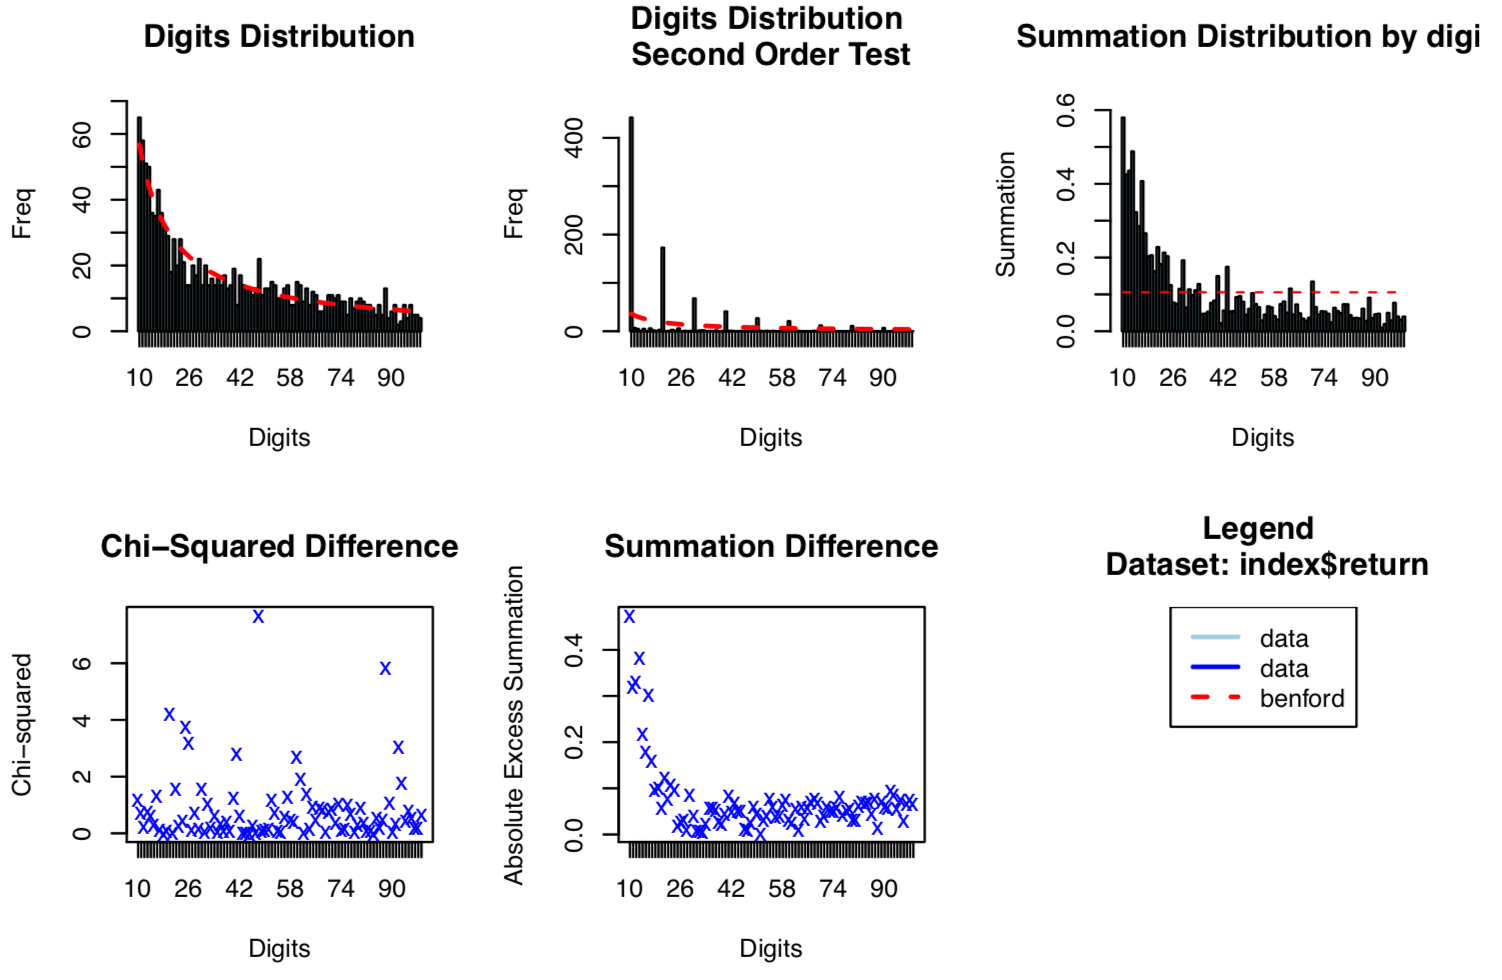 Digits Distribution
Freq
0
20
40
60
10 26 42 58 74 90
Digits
Digits Distribution
Second Order Test
Freq
0
200
400
10 26 42 58 74 90
Digits
Summation Distribution by digi
Summation
0.0
0.2
0.4
0.6
10 26 42 58 74 90
Digits
Chi−Squared Difference
Chi−squared
0
2
4
6
10 26 42 58 74 90
Digits
Summation Difference
Absolute Excess Summation
0.0
0.2
0.4
10 26 42 58 74 90
Digits
Legend
Dataset: index$return
data
data
benford